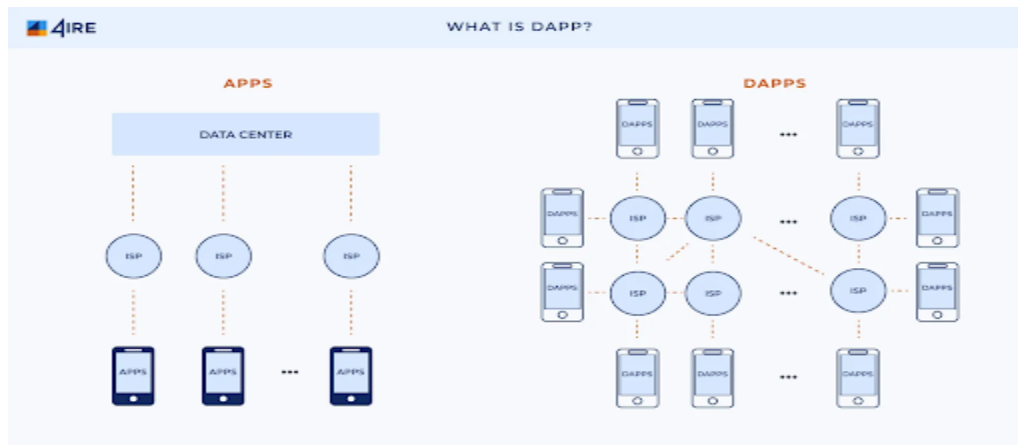 4IRE
WHAT IS DAPP?
APPS
DATA CENTER
ISP ISP ISP
APPS APPS ... APPS
DAPPS
DAPPS DAPPS ... DAPPS
DAPPS ISP ISP ... ISP DAPPS
DAPPS ISP ISP ... ISP DAPPS
DAPPS DAPPS ... DAPPS